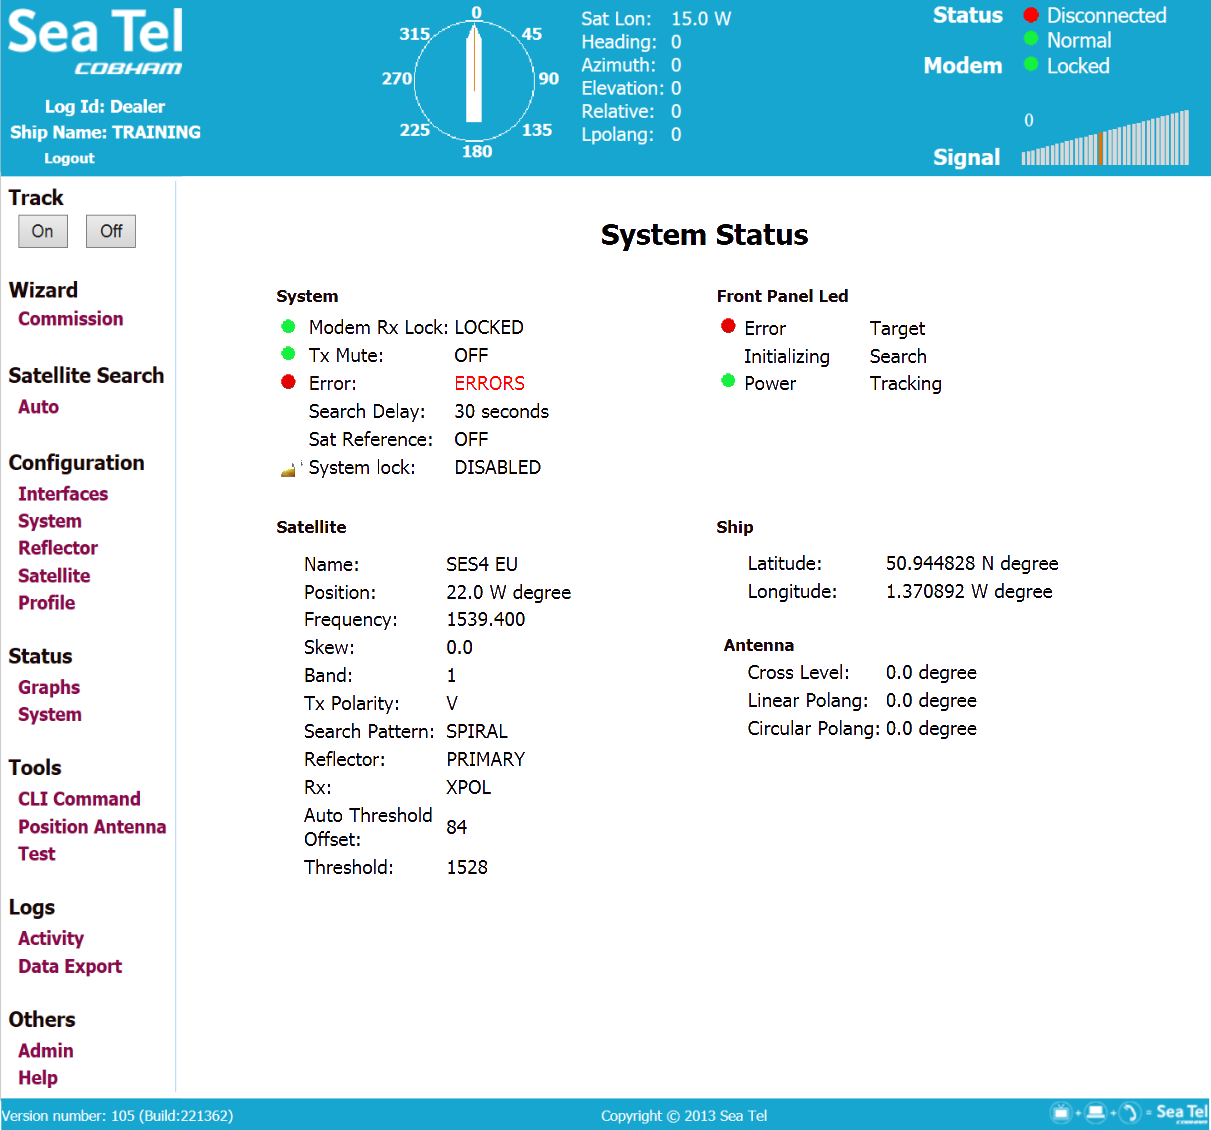 Sea Tel
COBHAM
Log Id: Dealer
Ship Name: TRAINING
Logout
0
315
45
270
90
225
135
180
Sat Lon: 15.0 W
Heading: 0
Azimuth: 0
Elevation: 0
Relative: 0
Lpolang: 0
Status Disconnected
Normal
Modem Locked
0
Signal
Track
On Off
Wizard
Commission
Satellite Search
Auto
Configuration
Interfaces
System
Reflector
Satellite
Profile
Status
Graphs
System
Tools
CLI Command
Position Antenna
Test
Logs
Activity
Data Export
Others
Admin
Help
System Status
System
Modem Rx Lock: LOCKED
Tx Mute: OFF
Error: ERRORS
Search Delay: 30 seconds
Sat Reference: OFF
System lock: DISABLED
Front Panel Led
Error Target
Initializing Search
Power Tracking
Satellite
Name: SES4 EU
Position: 22.0 W degree
Frequency: 1539.400
Skew: 0.0
Band: 1
Tx Polarity: V
Search Pattern: SPIRAL
Reflector: PRIMARY
Rx: XPOL
Auto Threshold
Offset: 84
Threshold: 1528
Ship
Latitude: 50.944828 N degree
Longitude: 1.370892 W degree
Antenna
Cross Level: 0.0 degree
Linear Polang: 0.0 degree
Circular Polang: 0.0 degree
Version number: 105 (Build:221362)
Copyright © 2013 Sea Tel
+ + = Sea Tel
COBHAM